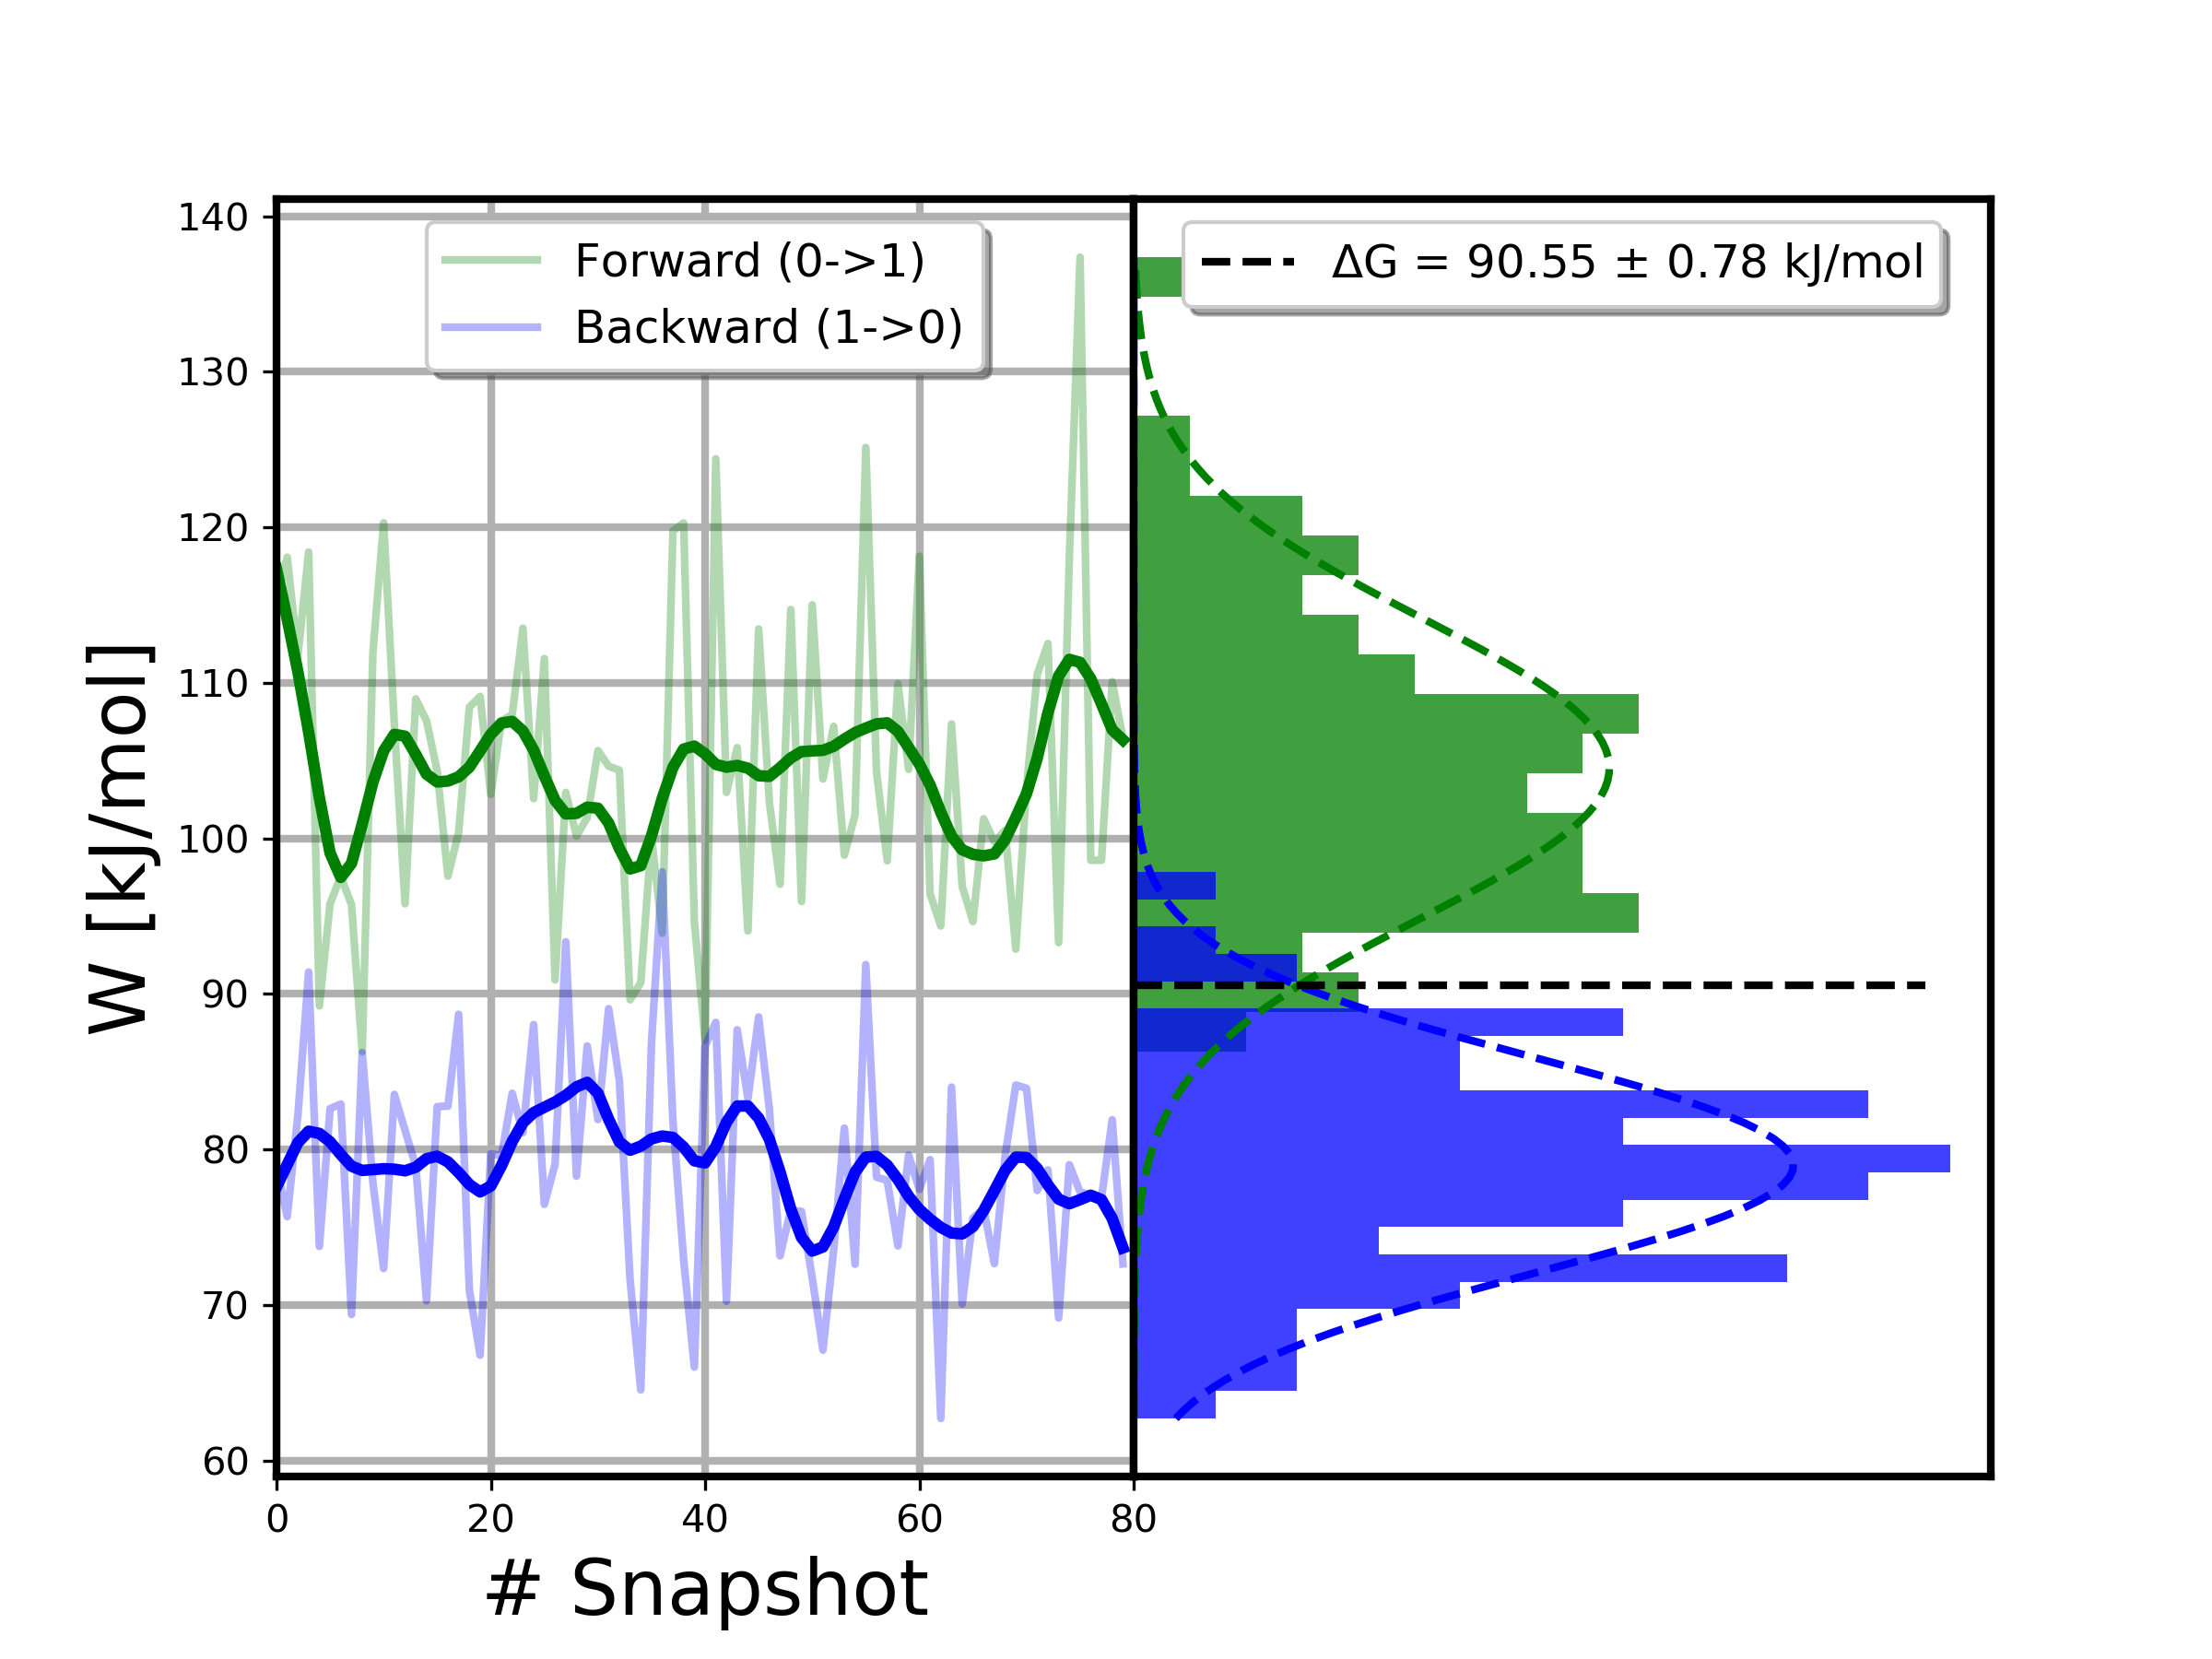 140
130
120
110
100
90
80
70
60
W [kJ/mol]
Forward (0->1)
Backward (1->0)
ΔG = 90.55 ± 0.78 kJ/mol
0 20 40 60 80
# Snapshot